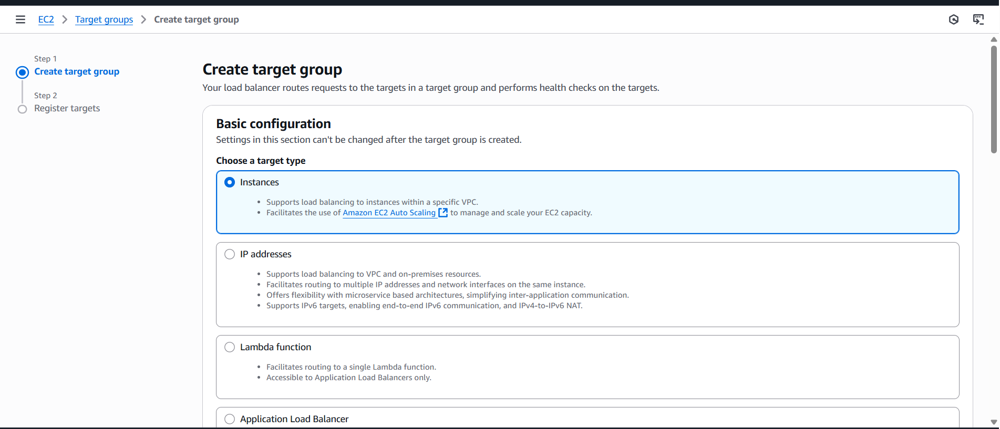 EC2 > Target groups > Create target group
Step 1
Create target group
Step 2
Register targets
Create target group
Your load balancer routes requests to the targets in a target group and performs health checks on the targets.
Basic configuration
Settings in this section can't be changed after the target group is created.
Choose a target type
Instances
• Supports load balancing to instances within a specific VPC.
• Facilitates the use of Amazon EC2 Auto Scaling to manage and scale your EC2 capacity.
IP addresses
• Supports load balancing to VPC and on-premises resources.
• Facilitates routing to multiple IP addresses and network interfaces on the same instance.
• Offers flexibility with microservice based architectures, simplifying inter-application communication.
• Supports IPv6 targets, enabling end-to-end IPv6 communication, and IPv4-to-IPv6 NAT.
Lambda function
• Facilitates routing to a single Lambda function.
• Accessible to Application Load Balancers only.
Application Load Balancer